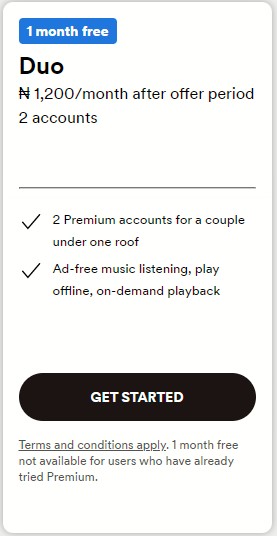 1 month free
Duo
₦ 1,200/month after offer period
2 accounts
2 Premium accounts for a couple
under one roof
Ad-free music listening, play
offline, on-demand playback
GET STARTED
Terms and conditions apply. 1 month free
not available for users who have already
tried Premium.